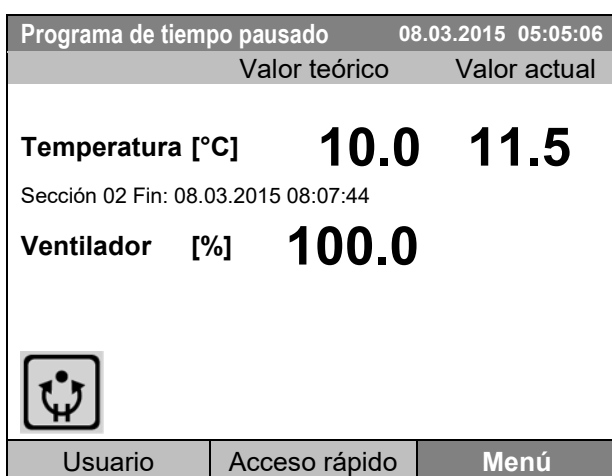 Programa de tiempo pausado 08.03.2015 05:05:06
Valor teórico Valor actual
Temperatura [°C] 10.0 11.5
Sección 02 Fin: 08.03.2015 08:07:44
Ventilador [%] 100.0
Usuario Acceso rápido Menú